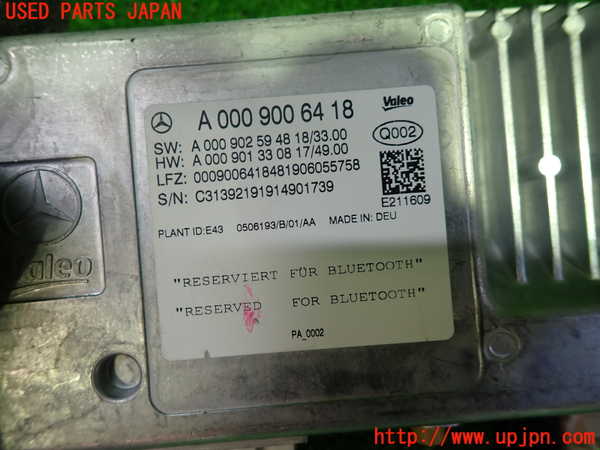 USED PARTS JAPAN
A 000 900 64 18
Valeo
SW: A 000 902 59 48 18/33.00
HW: A 000 901 33 08 17/49.00
Q002
LFZ: 0009006418481906055758
S/N: C31392191914901739
E211609
PLANT ID:E43 0506193/B/01/AA MADE IN: DEU
"RESERVIERT FÜR BLUETOOTH"
"RESERVED FOR BLUETOOTH"
PA_0002
Valeo
http://www.upjpn.com/